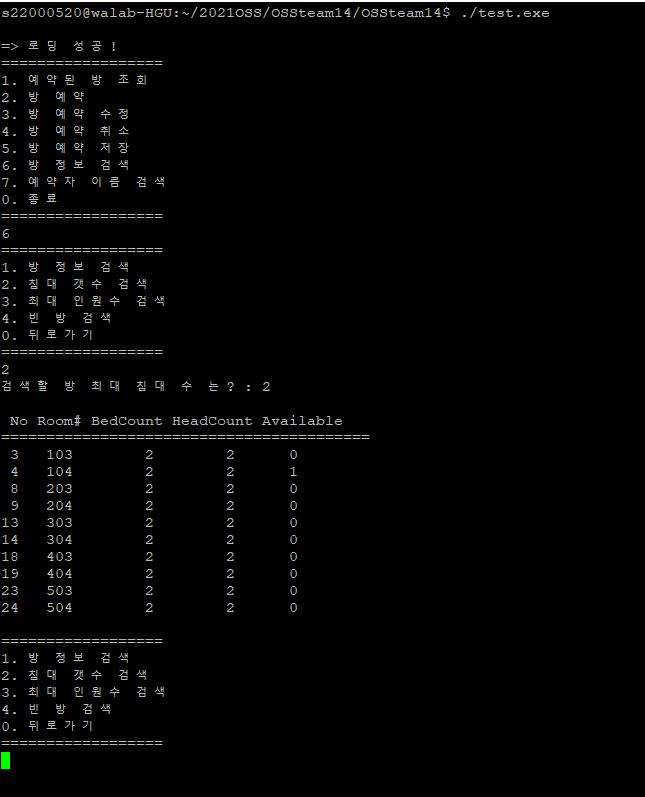 s22000520@walab-HGU:~/2021OSS/OSSteam14/OSSteam14$ ./test.exe
=> 로딩 성공!
==================
1. 예약된 방 조회
2. 방 예약
3. 방 예약 수정
4. 방 예약 취소
5. 방 예약 저장
6. 방 정보 검색
7. 예약자 이름 검색
0. 종료
==================
6
==================
1. 방 정보 검색
2. 침대 갯수 검색
3. 최대 인원수 검색
4. 빈 방 검색
0. 뒤로가기
==================
2
검색할 방 최대 침대 수 는? : 2
No Room# BedCount HeadCount Available
=========================================
3 103 2 2 0
4 104 2 2 1
8 203 2 2 0
9 204 2 2 0
13 303 2 2 0
14 304 2 2 0
18 403 2 2 0
19 404 2 2 0
23 503 2 2 0
24 504 2 2 0
==================
1. 방 정보 검색
2. 침대 갯수 검색
3. 최대 인원수 검색
4. 빈 방 검색
0. 뒤로가기
==================